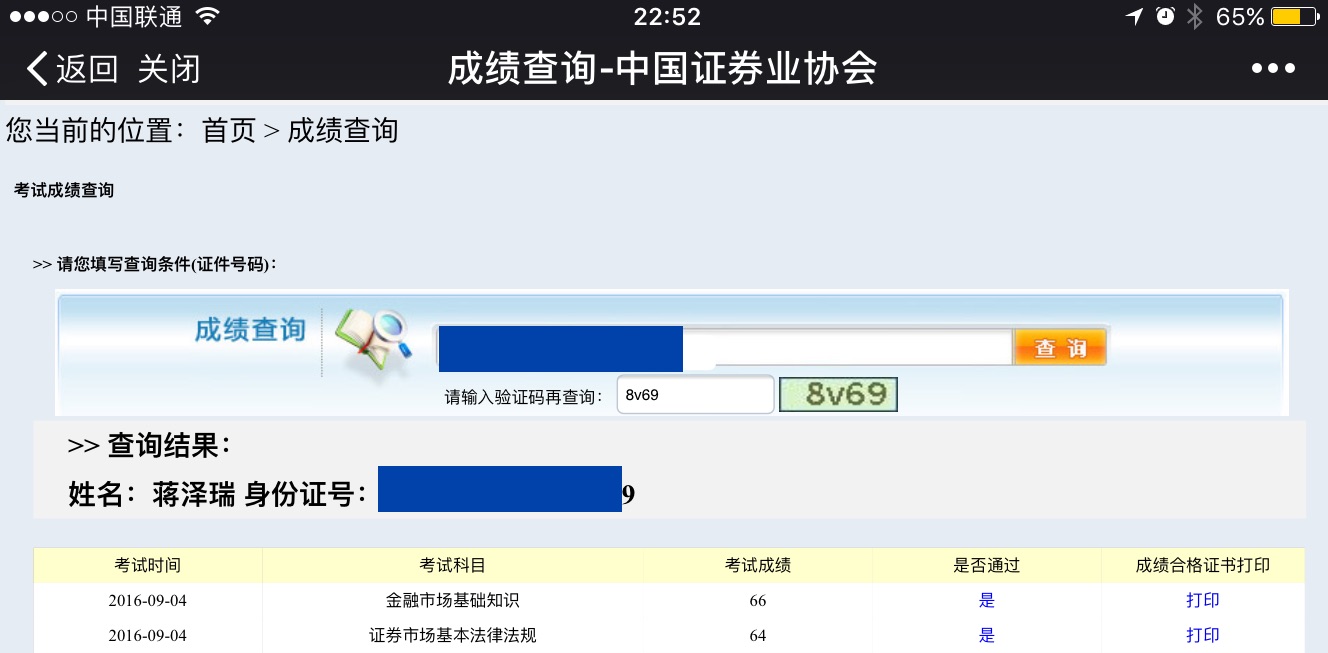 中国联通 22:52 65%
返回 关闭 成绩查询-中国证券业协会
您当前的位置：首页 > 成绩查询
考试成绩查询
>> 请您填写查询条件(证件号码)：
成绩查询 查 询
请输入验证码再查询： 8v69 8v69
>> 查询结果：
姓名：蒋泽瑞 身份证号： 9
考试时间 考试科目 考试成绩 是否通过 成绩合格证书打印
2016-09-04 金融市场基础知识 66 是 打印
2016-09-04 证券市场基本法律法规 64 是 打印